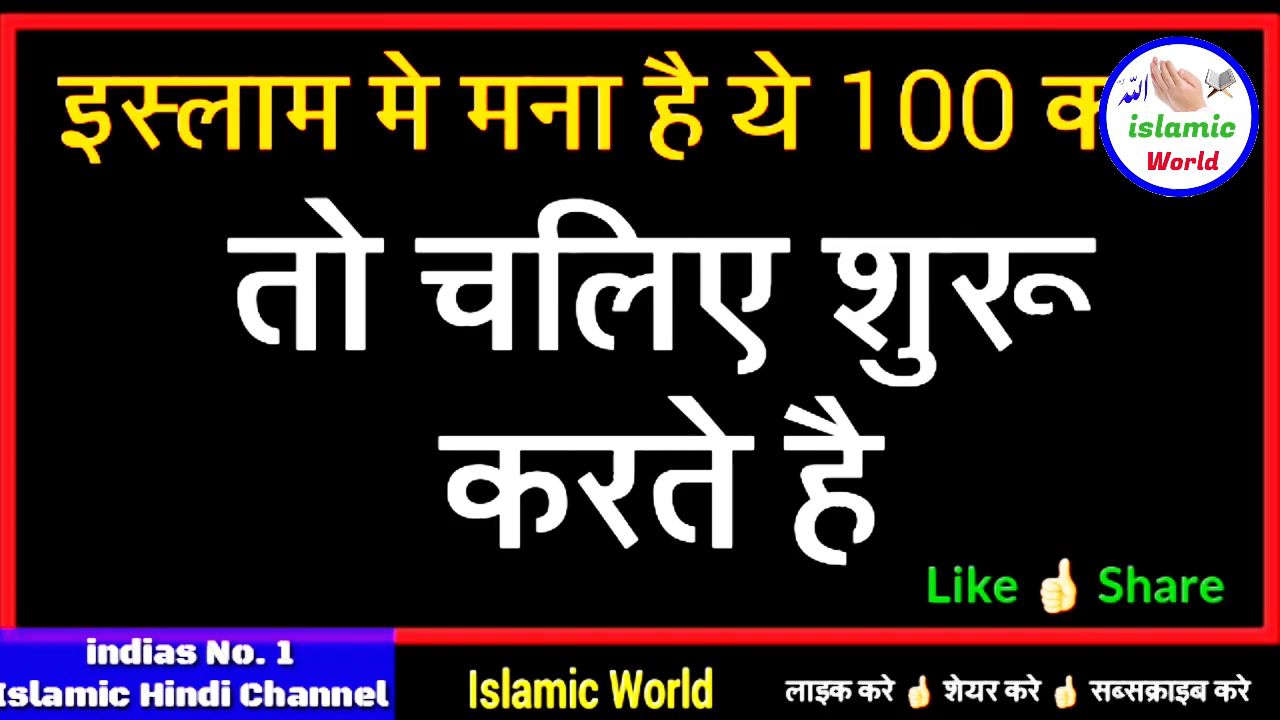 इस्लाम मे मना है ये 100
islamic
World
तो चलिए शुरू
करते है
Like 👍 Share
indias No. 1
Islamic Hindi Channel
Islamic World
लाइक करे 👍 शेयर करे 👍 सब्सक्राइब करे